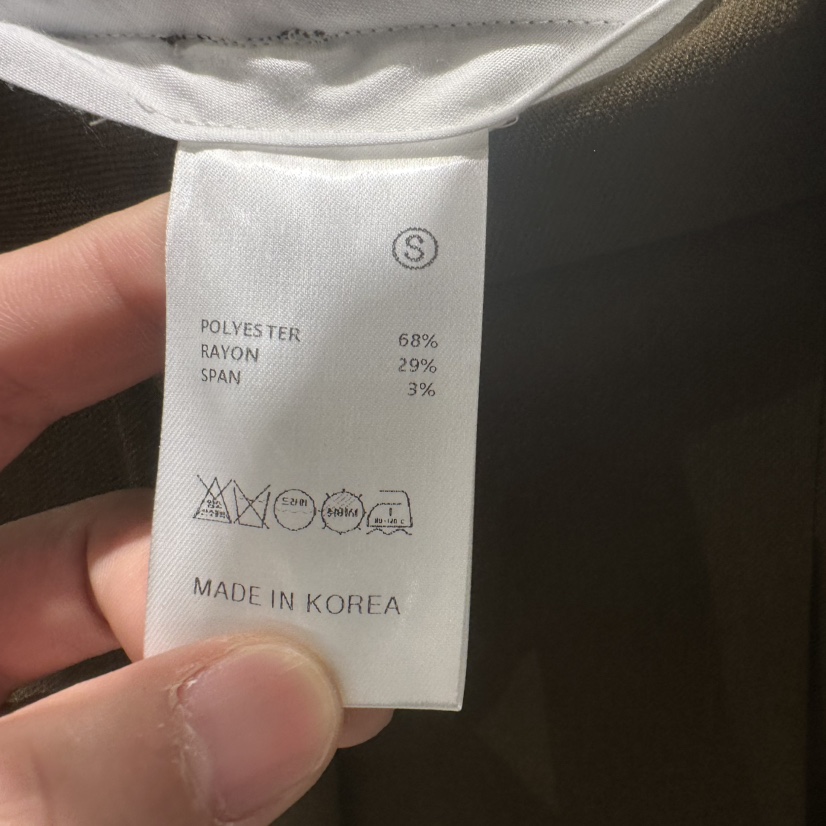 S
POLYESTER 68%
RAYON 29%
SPAN 3%
드라이
MADE IN KOREA